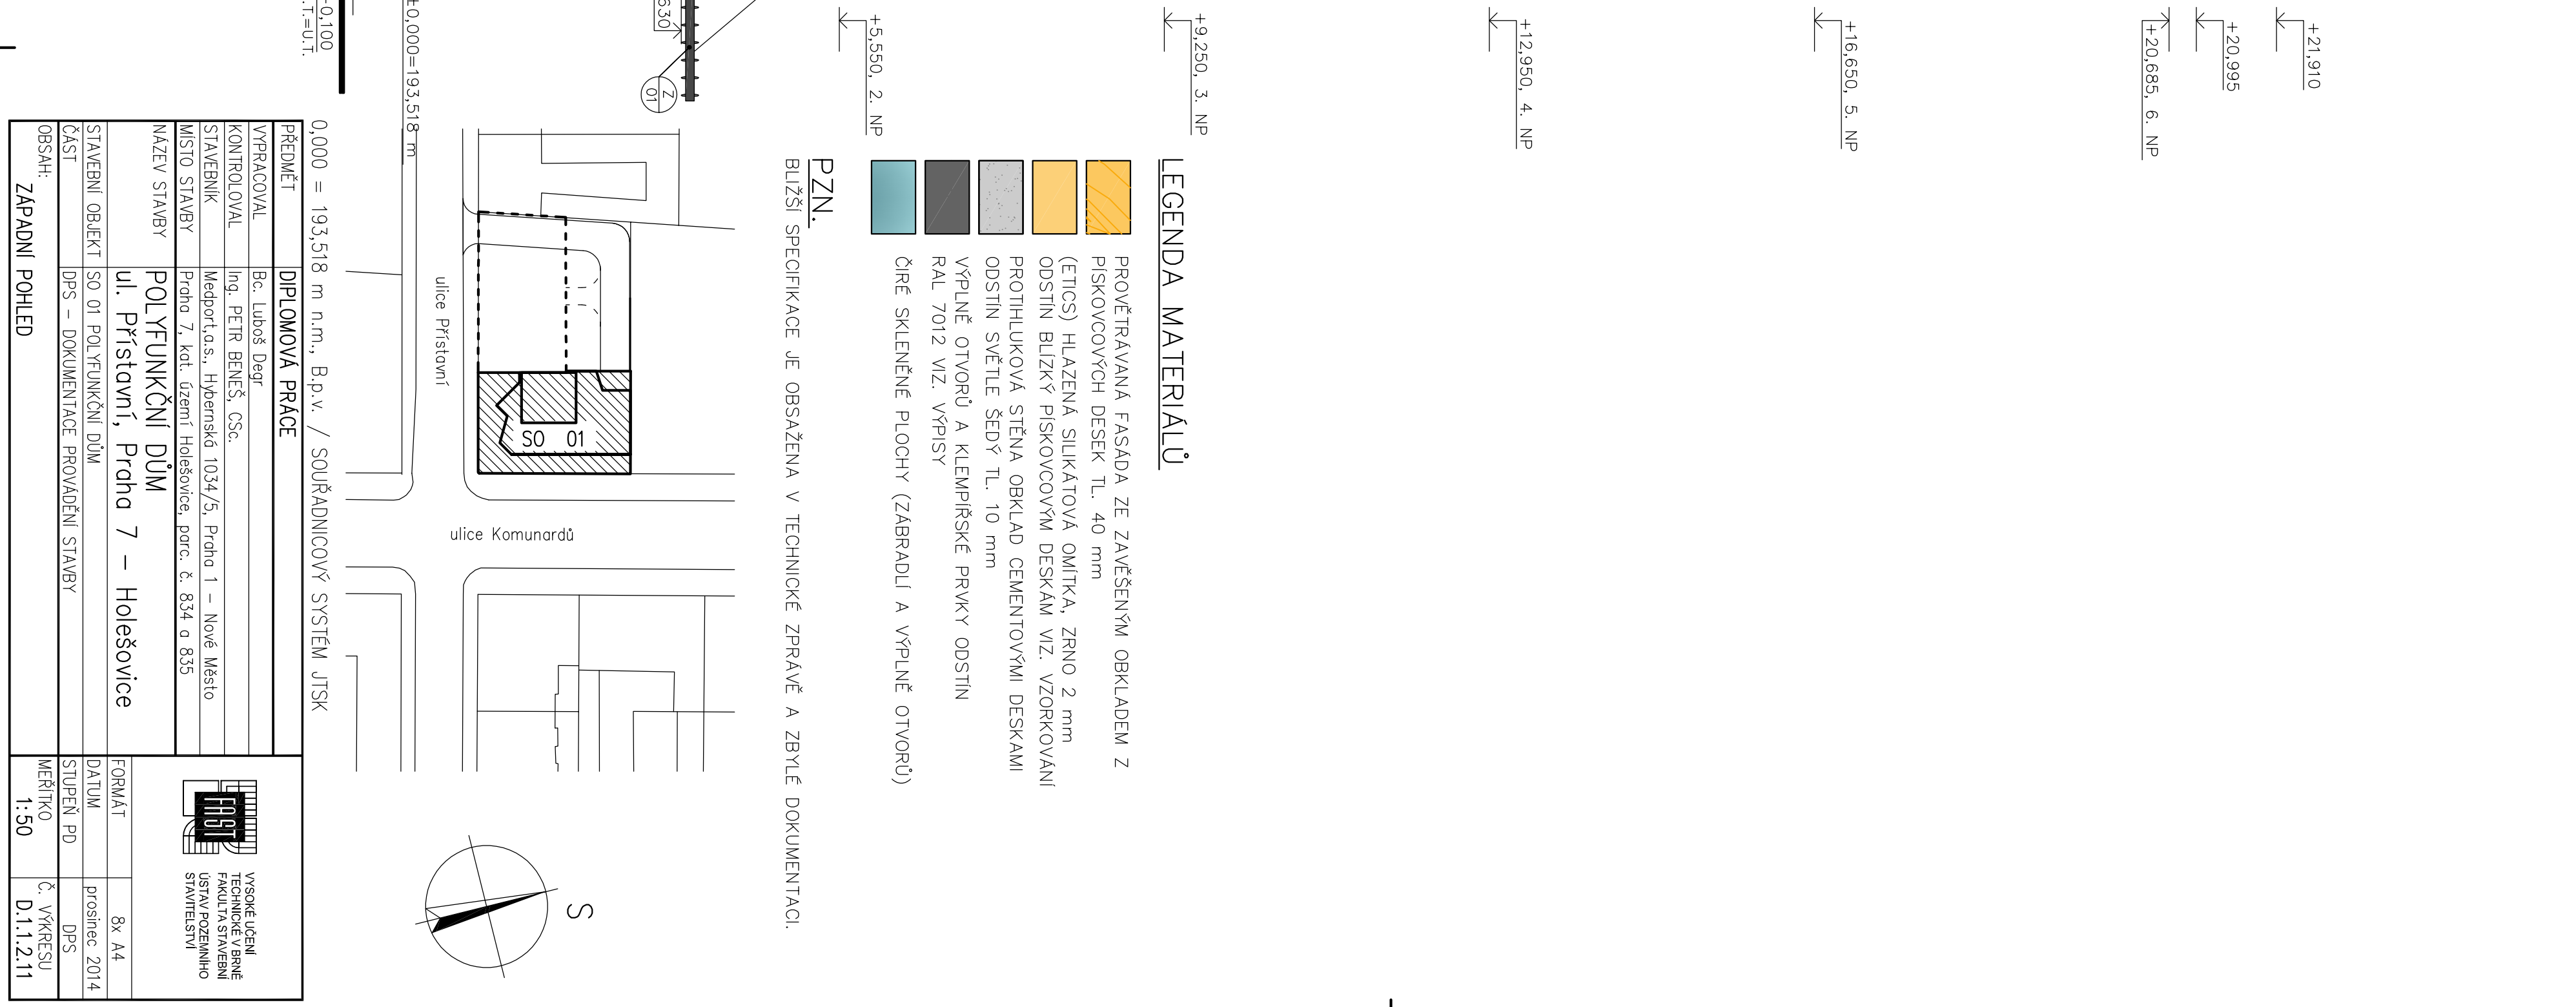 +21,910
+20,995
+20,685, 6. NP
+16,650, 5. NP
+12,950, 4. NP
+9,250, 3. NP
+5,550, 2. NP
630
Z
01
±0,000=193,518 m
-0,100
.T.=U.T.
LEGENDA MATERIÁLŮ
PROVĚTRÁVANÁ FASÁDA ZE ZAVĚŠENÝM OBKLADEM Z
PÍSKOVCOVÝCH DESEK TL. 40 mm
(ETICS) HLAZENÁ SILIKÁTOVÁ OMÍTKA, ZRNO 2 mm
ODSTÍN BLÍZKÝ PÍSKOVCOVÝM DESKÁM VIZ. VZORKOVÁNÍ
PROTIHLUKOVÁ STĚNA OBKLAD CEMENTOVÝMI DESKAMI
ODSTÍN SVĚTLE ŠEDÝ TL. 10 mm
VÝPLNĚ OTVORŮ A KLEMPÍŘSKÉ PRVKY ODSTÍN
RAL 7012 VIZ. VÝPISY
ČIRÉ SKLENĚNÉ PLOCHY (ZÁBRADLÍ A VÝPLNĚ OTVORŮ)
PZN.
BLIŽŠÍ SPECIFIKACE JE OBSAŽENA V TECHNICKÉ ZPRÁVĚ A ZBYLÉ DOKUMENTACI.
SO 01
ulice Komunardů
ulice Přístavní
S
0,000 = 193,518 m n.m., B.p.v. / SOUŘADNICOVÝ SYSTÉM JTSK
PŘEDMĚT DIPLOMOVÁ PRÁCE
VYPRACOVAL Bc. Luboš Degr
KONTROLOVAL Ing. PETR BENEŠ, CSc.
STAVEBNÍK Medport,a.s., Hybernská 1034/5, Praha 1 – Nové Město
MÍSTO STAVBY Praha 7, kat. území Holešovice, parc. č. 834 a 835
NÁZEV STAVBY POLYFUNKČNÍ DŮM
ul. Přístavní, Praha 7 – Holešovice
STAVEBNÍ OBJEKT SO 01 POLYFUNKČNÍ DŮM
ČÁST DPS – DOKUMENTACE PROVÁDĚNÍ STAVBY
OBSAH:
ZÁPADNÍ POHLED
FAST
VYSOKÉ UČENÍ
TECHNICKÉ V BRNĚ
FAKULTA STAVEBNÍ
ÚSTAV POZEMNÍHO
STAVITELSTVÍ
FORMÁT 8x A4
DATUM prosinec 2014
STUPEŇ PD DPS
MEŘÍTKO Č. VÝKRESU
1:50 D.1.1.2.11